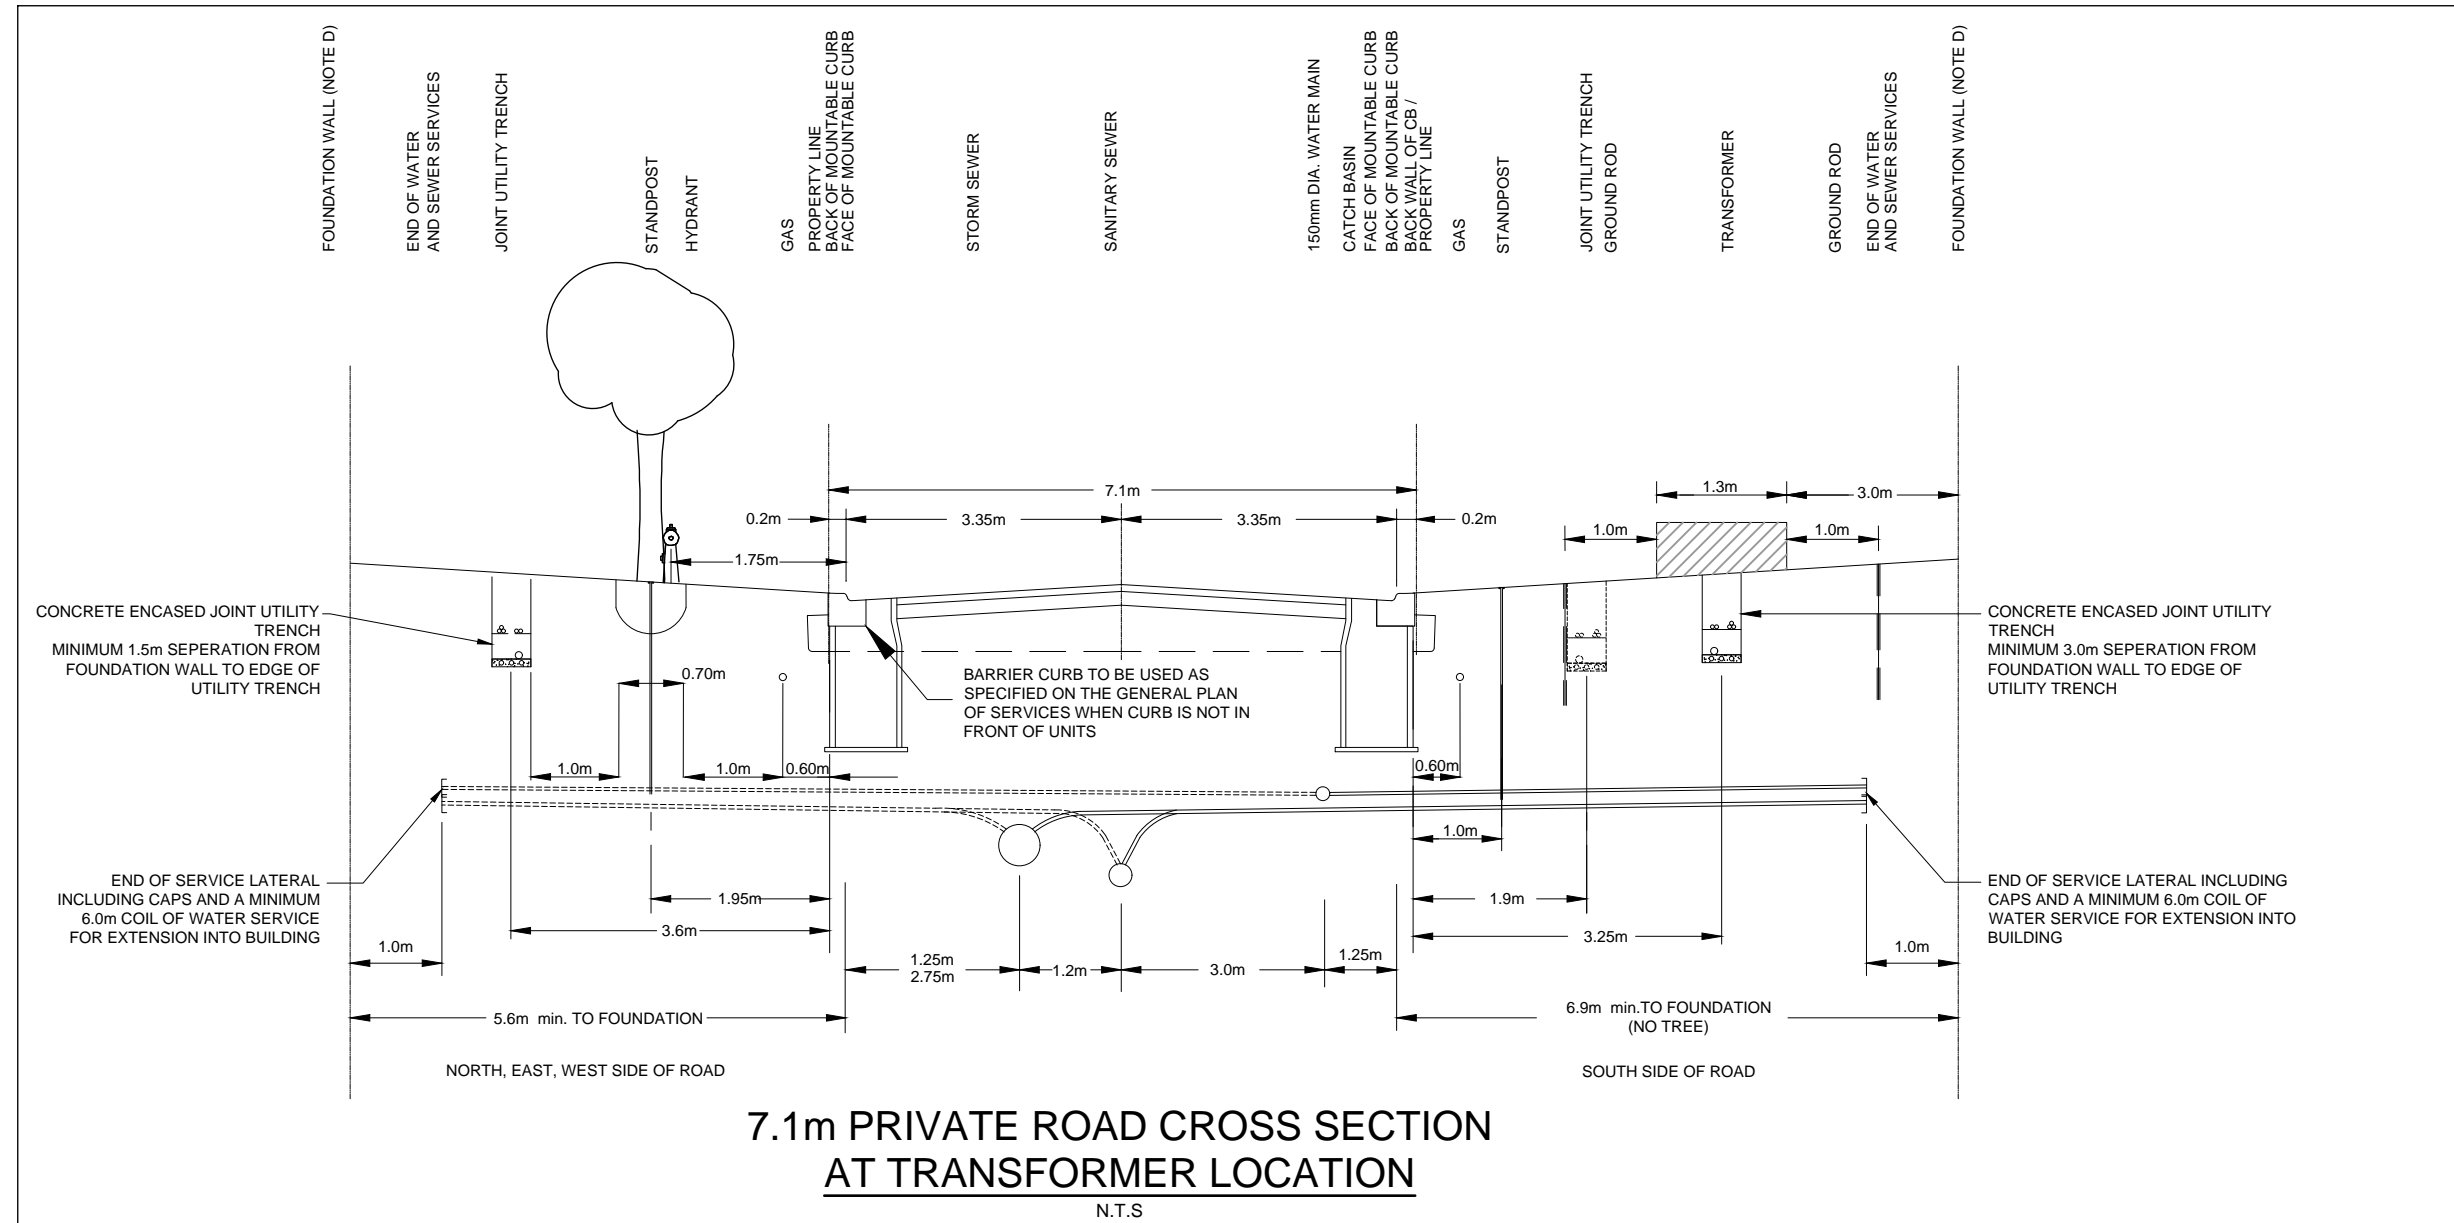 FOUNDATION WALL (NOTE D)
END OF WATER
AND SEWER SERVICES
JOINT UTILITY TRENCH
STANDPOST
HYDRANT
GAS
PROPERTY LINE
BACK OF MOUNTABLE CURB
FACE OF MOUNTABLE CURB
STORM SEWER
SANITARY SEWER
150mm DIA. WATER MAIN
CATCH BASIN
FACE OF MOUNTABLE CURB
BACK OF MOUNTABLE CURB
BACK WALL OF CB /
PROPERTY LINE
GAS
STANDPOST
JOINT UTILITY TRENCH
GROUND ROD
TRANSFORMER
GROUND ROD
END OF WATER
AND SEWER SERVICES
FOUNDATION WALL (NOTE D)
7.1m
1.3m
3.0m
0.2m
3.35m
3.35m
0.2m
1.0m
1.0m
1.75m
CONCRETE ENCASED JOINT UTILITY
TRENCH
MINIMUM 1.5m SEPERATION FROM
FOUNDATION WALL TO EDGE OF
UTILITY TRENCH
0.70m
BARRIER CURB TO BE USED AS
SPECIFIED ON THE GENERAL PLAN
OF SERVICES WHEN CURB IS NOT IN
FRONT OF UNITS
CONCRETE ENCASED JOINT UTILITY
TRENCH
MINIMUM 3.0m SEPERATION FROM
FOUNDATION WALL TO EDGE OF
UTILITY TRENCH
1.0m
1.0m
0.60m
0.60m
1.0m
END OF SERVICE LATERAL
INCLUDING CAPS AND A MINIMUM
6.0m COIL OF WATER SERVICE
FOR EXTENSION INTO BUILDING
1.95m
1.9m
END OF SERVICE LATERAL INCLUDING
CAPS AND A MINIMUM 6.0m COIL OF
WATER SERVICE FOR EXTENSION INTO
BUILDING
3.6m
3.25m
1.0m
1.25m
2.75m
1.2m
3.0m
1.25m
1.0m
5.6m min. TO FOUNDATION
6.9m min.TO FOUNDATION
(NO TREE)
NORTH, EAST, WEST SIDE OF ROAD
SOUTH SIDE OF ROAD
7.1m PRIVATE ROAD CROSS SECTION
AT TRANSFORMER LOCATION
N.T.S